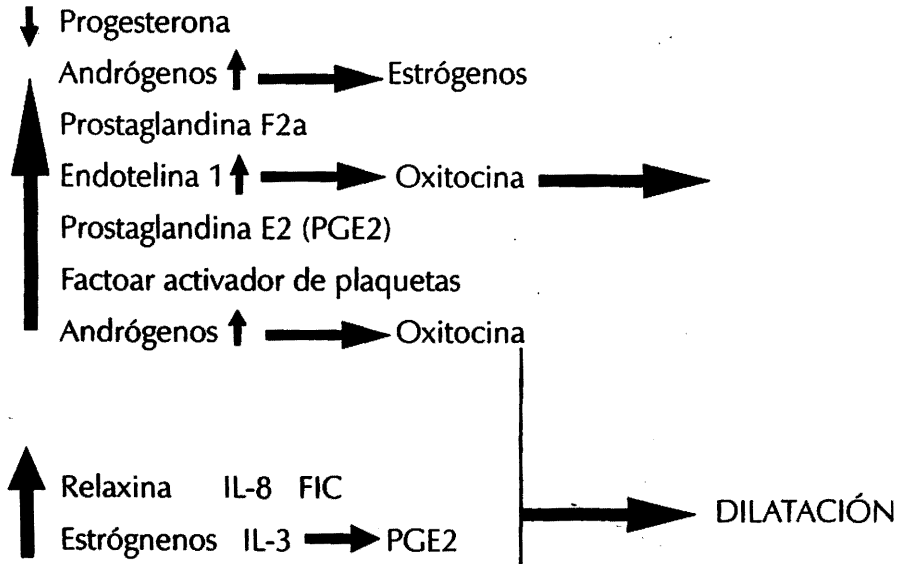 Progesterona
Andrógenos Estrógenos
Prostaglandina F2a
Endotelina 1 Oxitocina
Prostaglandina E2 (PGE2)
Factoar activador de plaquetas
Andrógenos Oxitocina
Relaxina IL-8 FIC
DILATACIÓN
Estrógnenos IL-3 PGE2